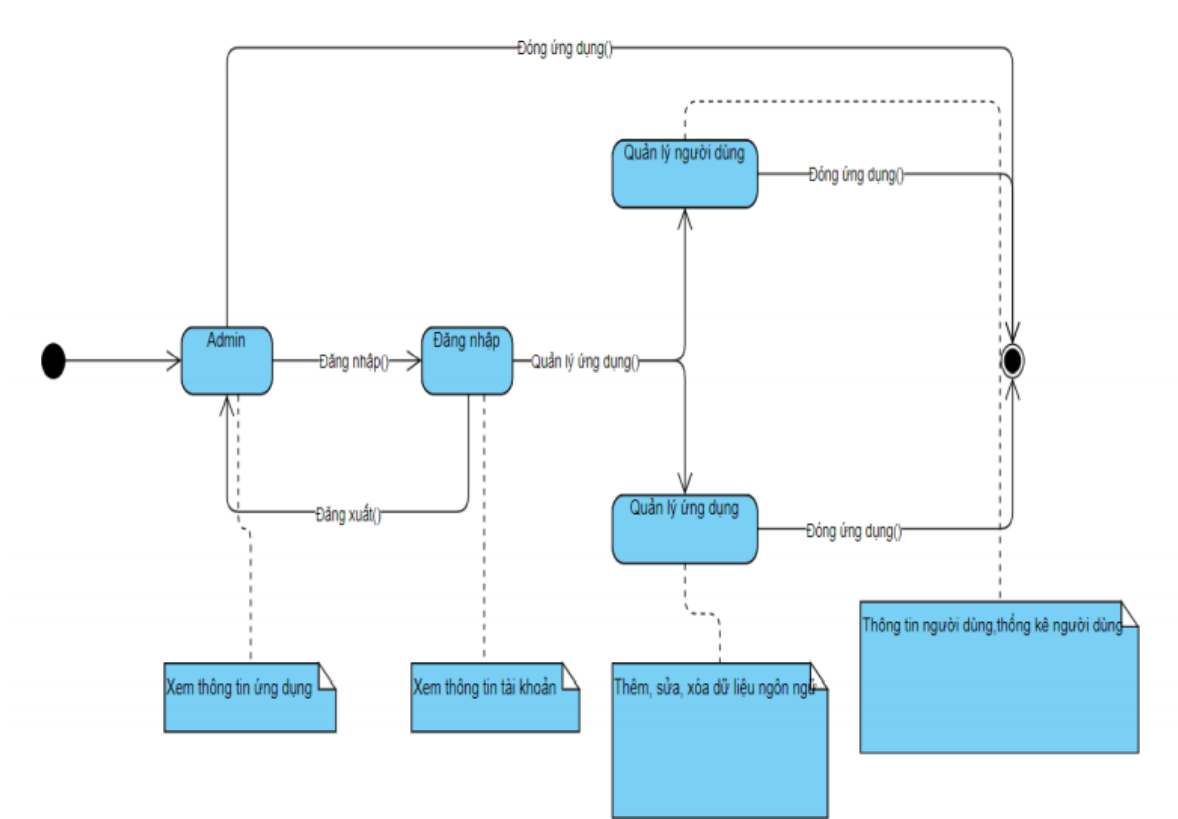 Đóng ứng dụng()
Quản lý người dùng
Đóng ứng dụng()
Admin
Đăng nhập()
Đăng nhập
Quản lý ứng dụng()
Đăng xuất()
Quản lý ứng dụng
Đóng ứng dụng()
Thông tin người dùng,thống kê người dùng
Xem thông tin ứng dụng
Xem thông tin tài khoản
Thêm, sửa, xóa dữ liệu ngôn ngữ